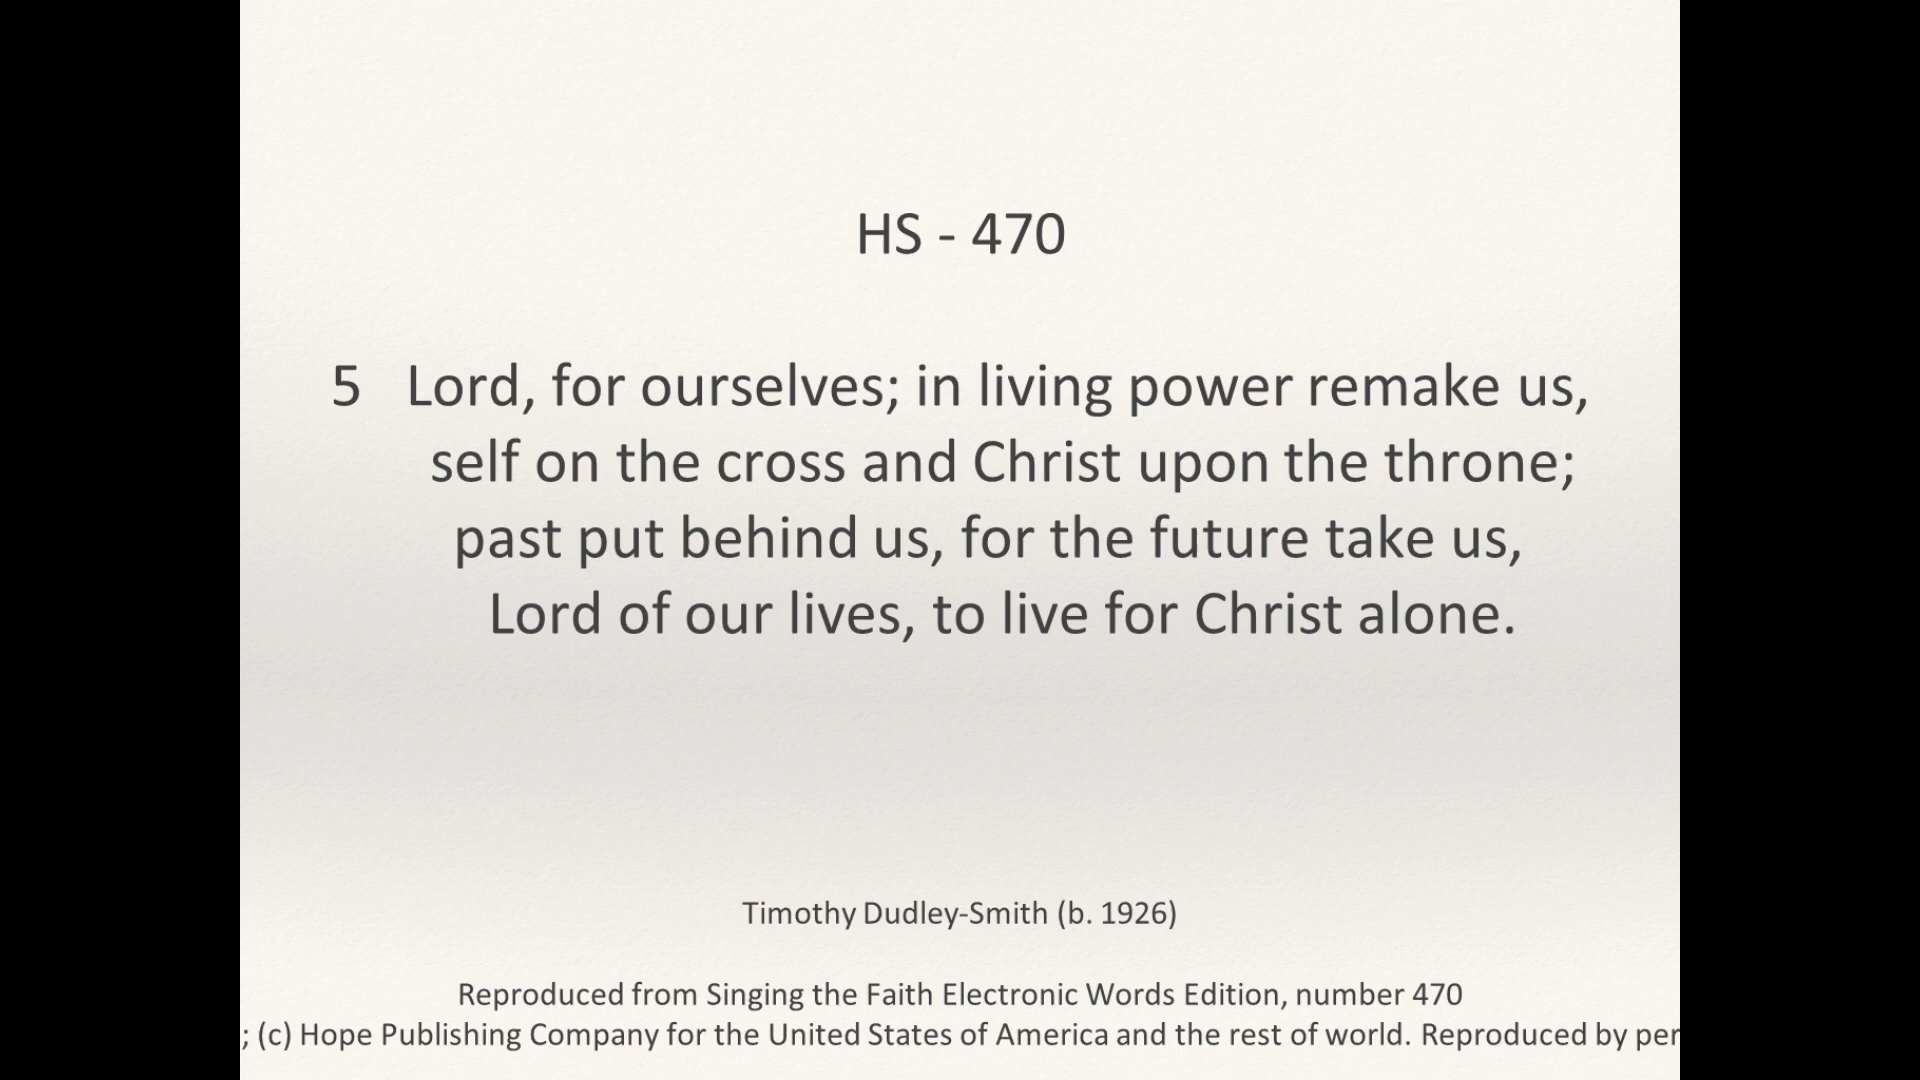 HS - 470
5 Lord, for ourselves; in living power remake us,
self on the cross and Christ upon the throne;
past put behind us, for the future take us,
Lord of our lives, to live for Christ alone.
Timothy Dudley-Smith (b. 1926)
Reproduced from Singing the Faith Electronic Words Edition, number 470
; (c) Hope Publishing Company for the United States of America and the rest of world. Reproduced by per